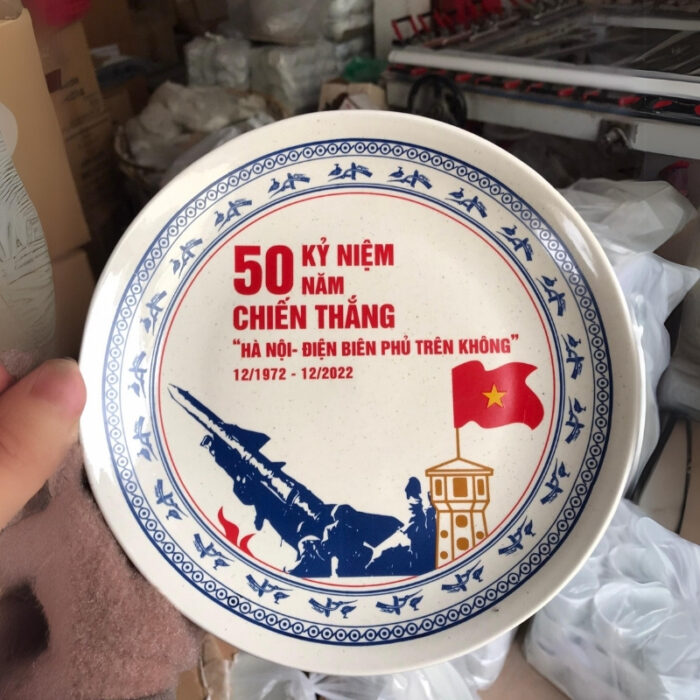 50 KỶ NIỆM
NĂM
CHIẾN THẮNG
“HÀ NỘI- ĐIỆN BIÊN PHỦ TRÊN KHÔNG”
12/1972 - 12/2022